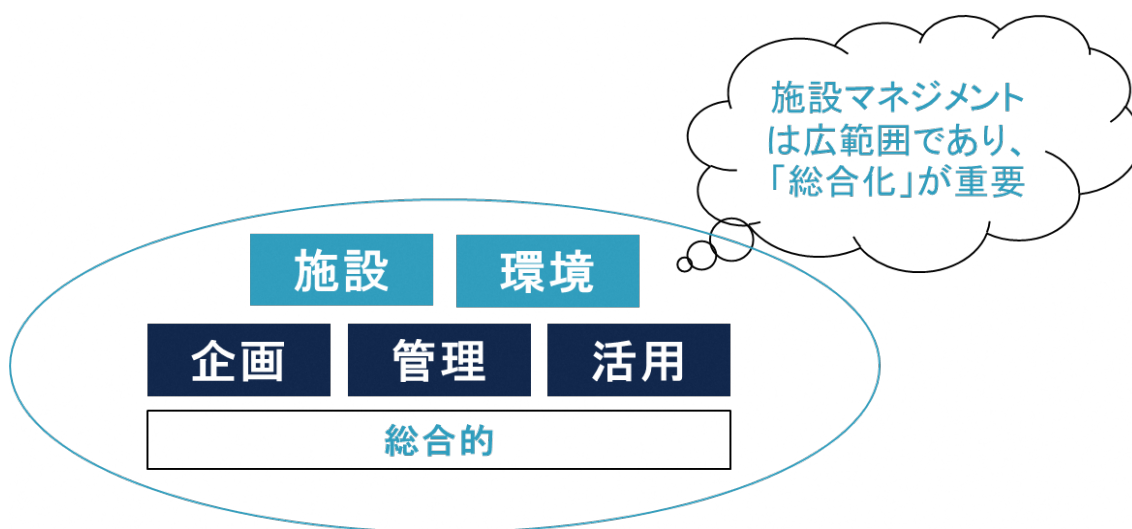 施設マネジメント
は広範囲であり、
「総合化」が重要
施設 環境
企画 管理 活用
総合的